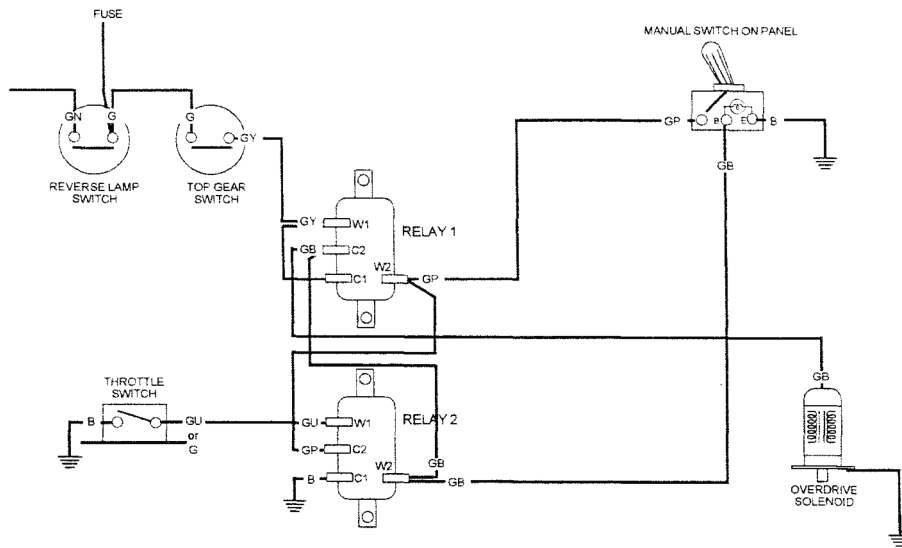 FUSE
MANUAL SWITCH ON PANEL
GN
G
G
GY
GP
B
E
B
REVERSE LAMP
SWITCH
TOP GEAR
SWITCH
GB
GY
W1
RELAY 1
GB
C2
W2
C1
GP
THROTTLE
SWITCH
GB
B
GU
or
G
GU
W1
RELAY 2
GP
C2
W2
GB
B
C1
GB
OVERDRIVE
SOLENOID